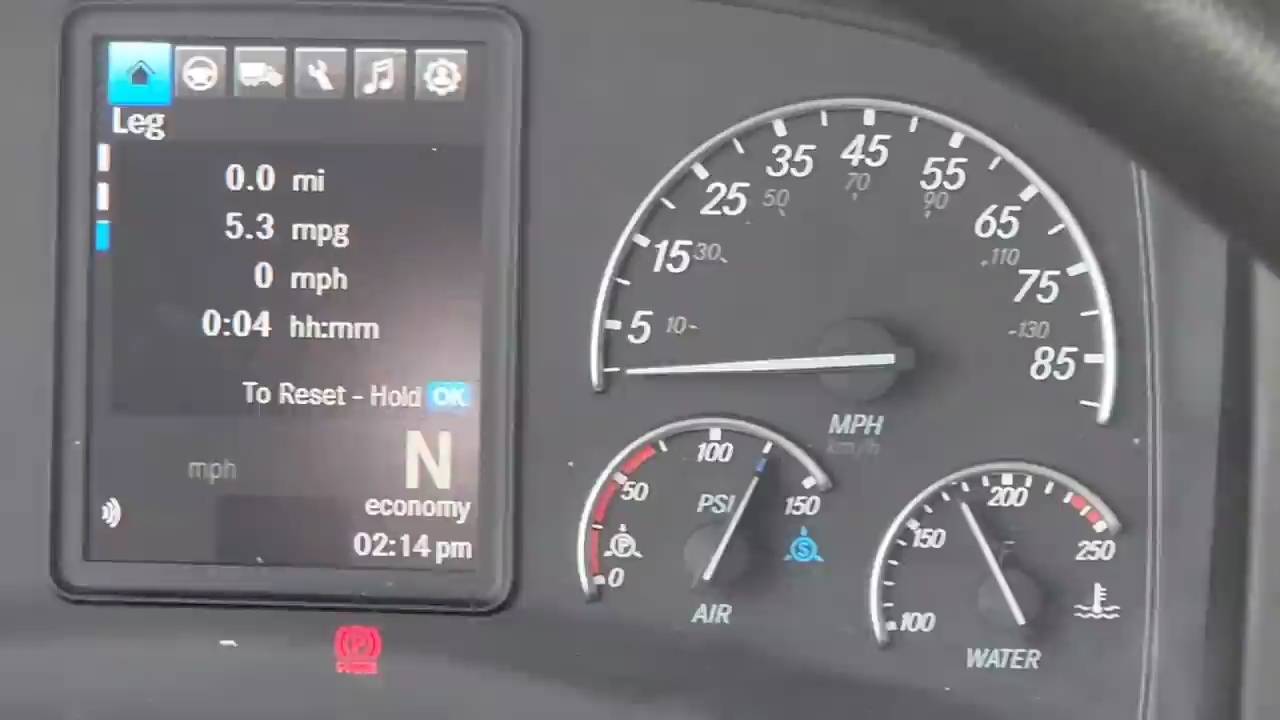 Leg
0.0 mi
5.3 mpg
0 mph
0:04 hh:mm
To Reset - Hold OK
mph
N
economy
02:14 pm
5 15 25 35 45 55 65 75 85
10 30 50 70 90 110 130
MPH
km/h
0 50 100 150
PSI
P
S
AIR
100 150 200 250
F
WATER
P